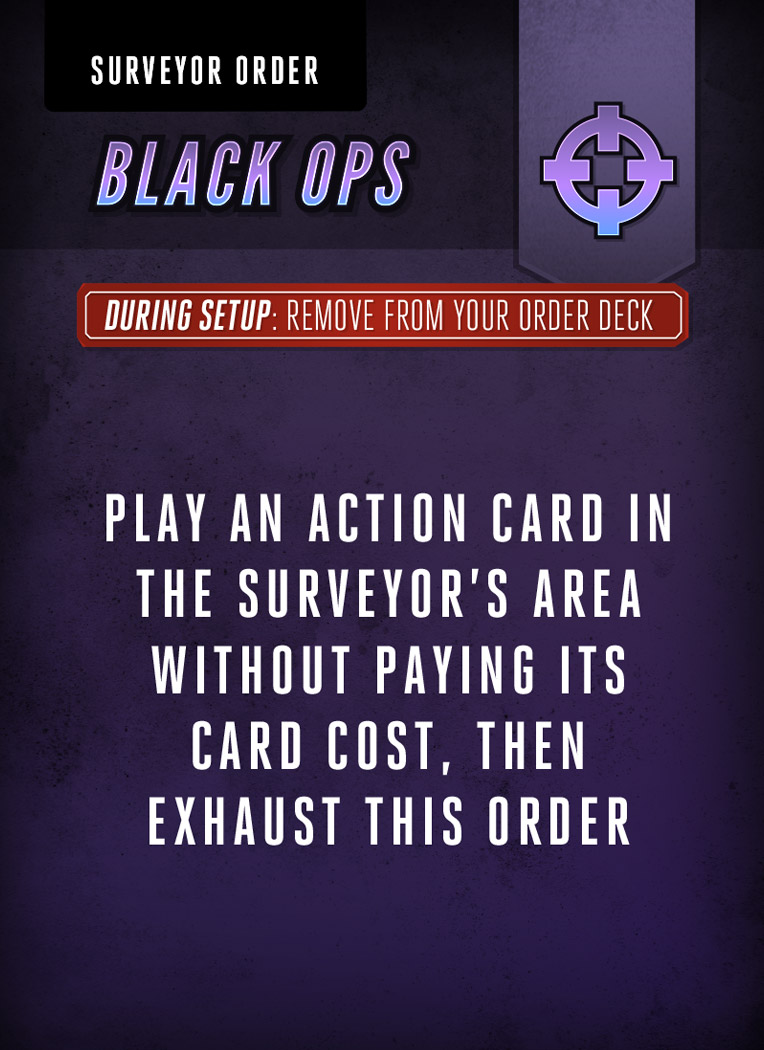 SURVEYOR ORDER
BLACK OPS
DURING SETUP: REMOVE FROM YOUR ORDER DECK
PLAY AN ACTION CARD IN
THE SURVEYOR'S AREA
WITHOUT PAYING ITS
CARD COST, THEN
EXHAUST THIS ORDER